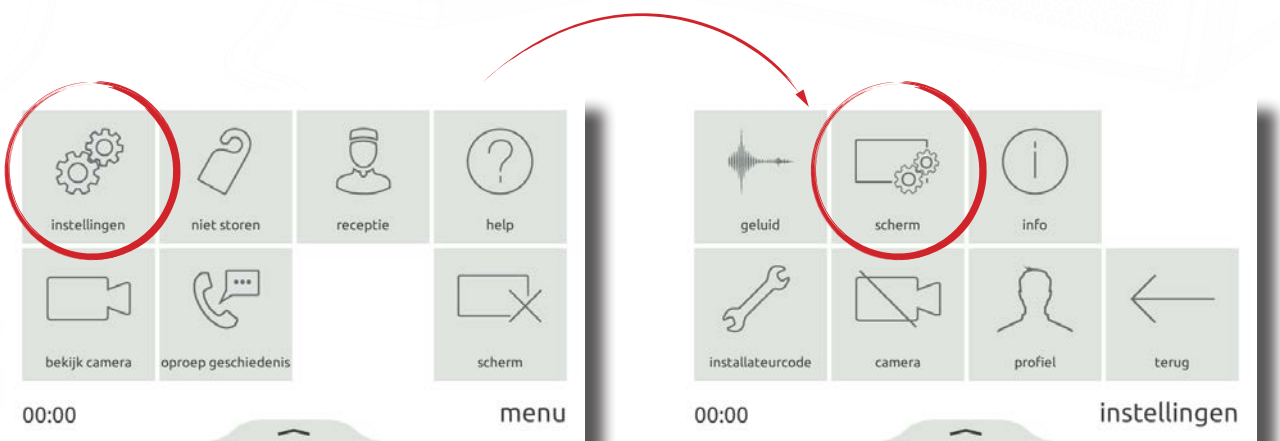 instellingen
niet storen
receptie
help
bekijk camera
oproep geschiedenis
scherm
00:00
menu
geluid
scherm
info
installateurcode
camera
profiel
terug
00:00
instellingen